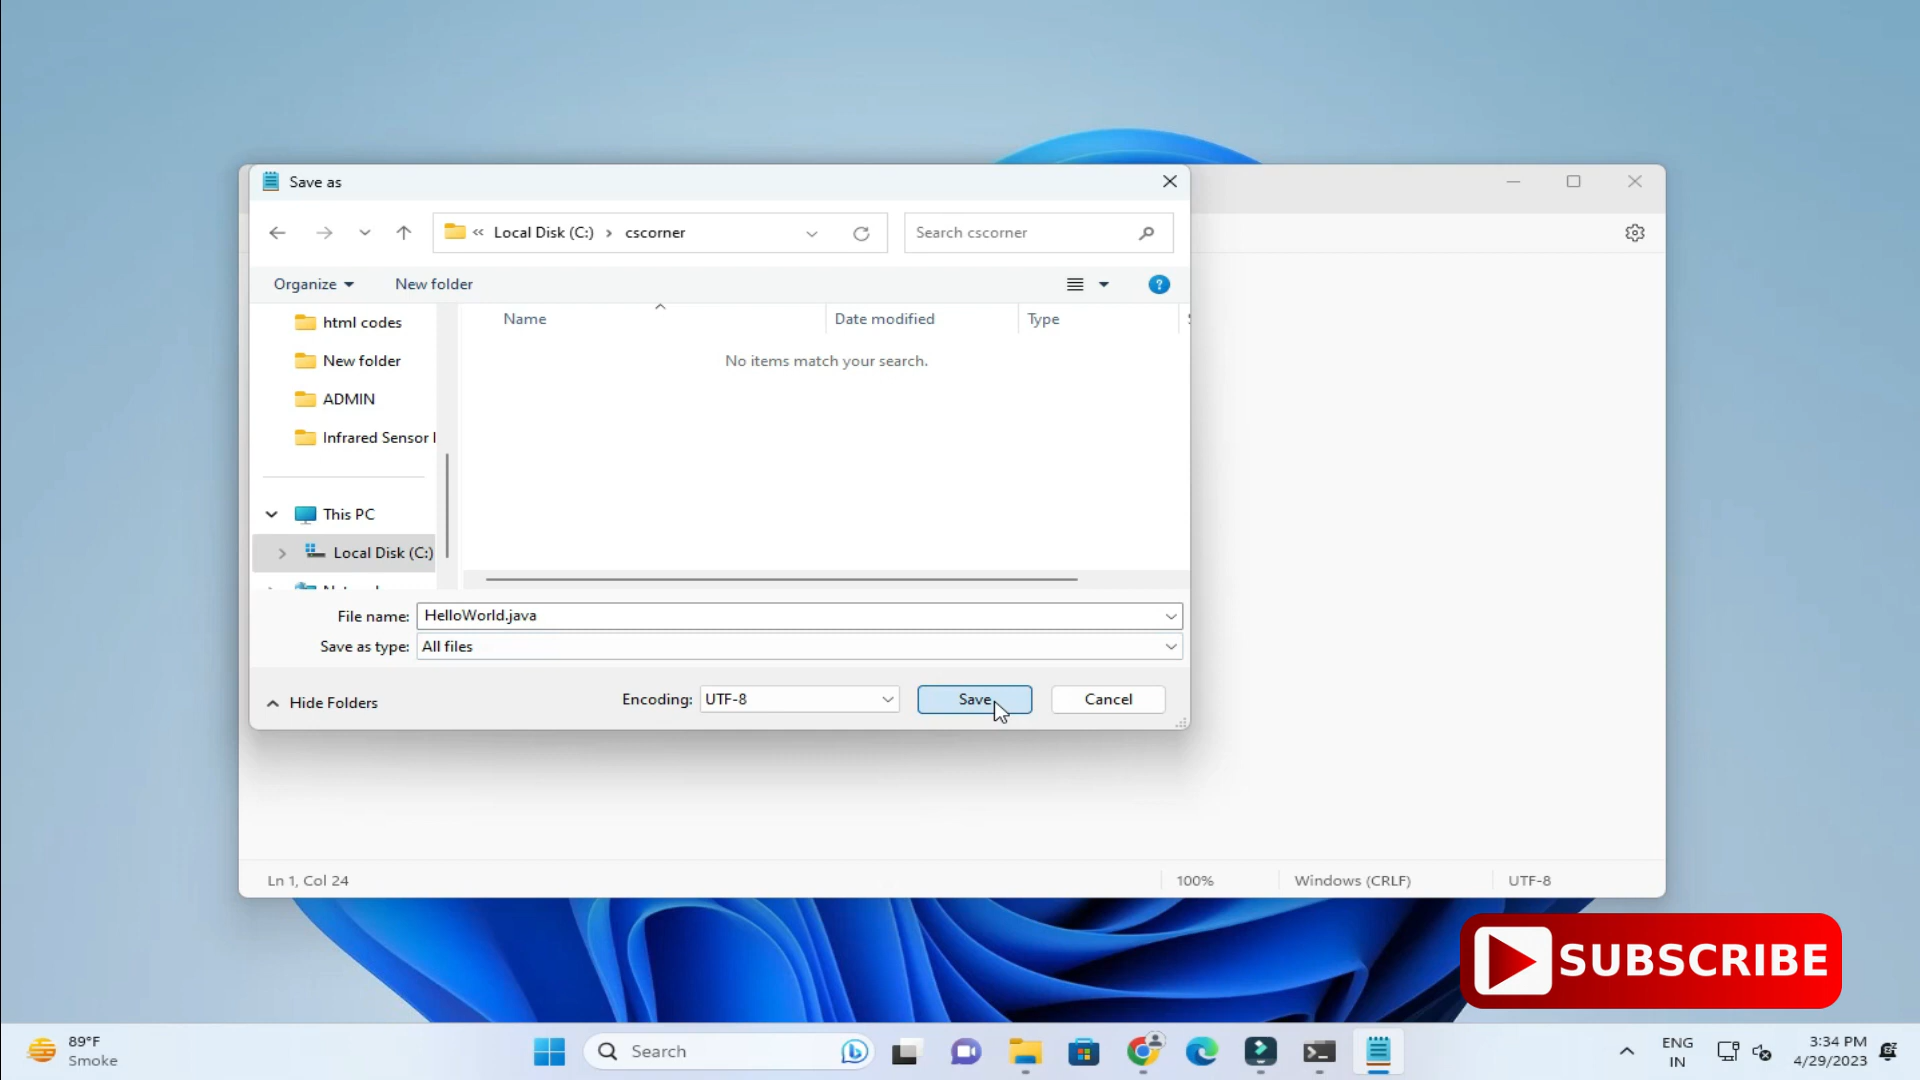 Save as
Local Disk (C:)
cscorner
Search cscorner
Organize
New folder
Name
Date modified
Type
html codes
No items match your search.
New folder
ADMIN
Infrared Sensor
This PC
Local Disk (C:)
File name:
HelloWorld.java
Save as type:
All files
Hide Folders
Encoding:
UTF-8
Save
Cancel
Ln 1, Col 24
100%
Windows (CRLF)
UTF-8
SUBSCRIBE
89°F
Smoke
Search
ENG
IN
3:34 PM
4/29/2023